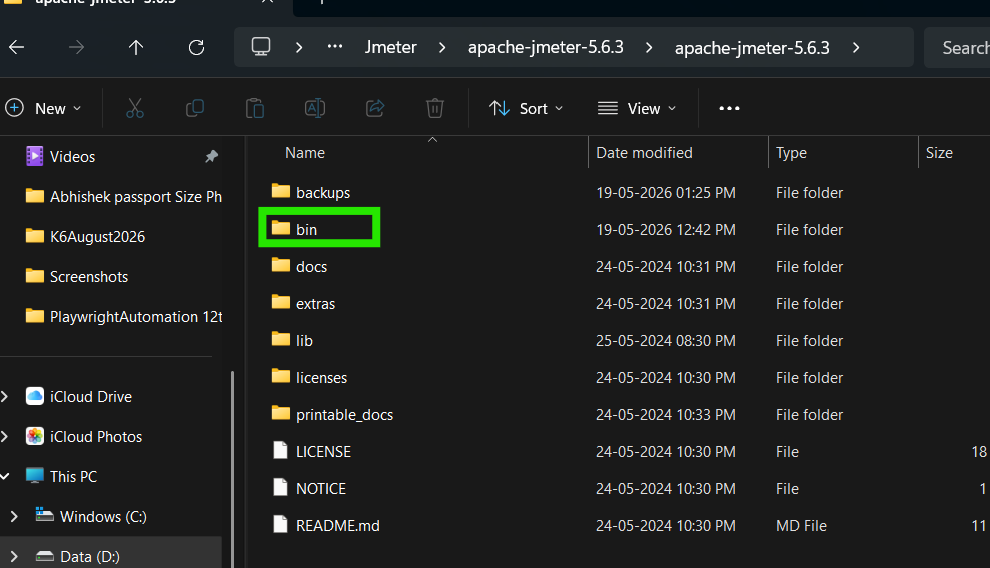 Jmeter
apache-jmeter-5.6.3
apache-jmeter-5.6.3
Search
New
Sort
View
Videos
Abhishek passport Size Ph
K6August2026
Screenshots
PlaywrightAutomation 12t
iCloud Drive
iCloud Photos
This PC
Windows (C:)
Data (D:)
Name Date modified Type Size
backups 19-05-2026 01:25 PM File folder
bin 19-05-2026 12:42 PM File folder
docs 24-05-2024 10:31 PM File folder
extras 24-05-2024 10:31 PM File folder
lib 25-05-2024 08:30 PM File folder
licenses 24-05-2024 10:30 PM File folder
printable_docs 24-05-2024 10:33 PM File folder
LICENSE 24-05-2024 10:30 PM File 18
NOTICE 24-05-2024 10:30 PM File 1
README.md 24-05-2024 10:30 PM MD File 11